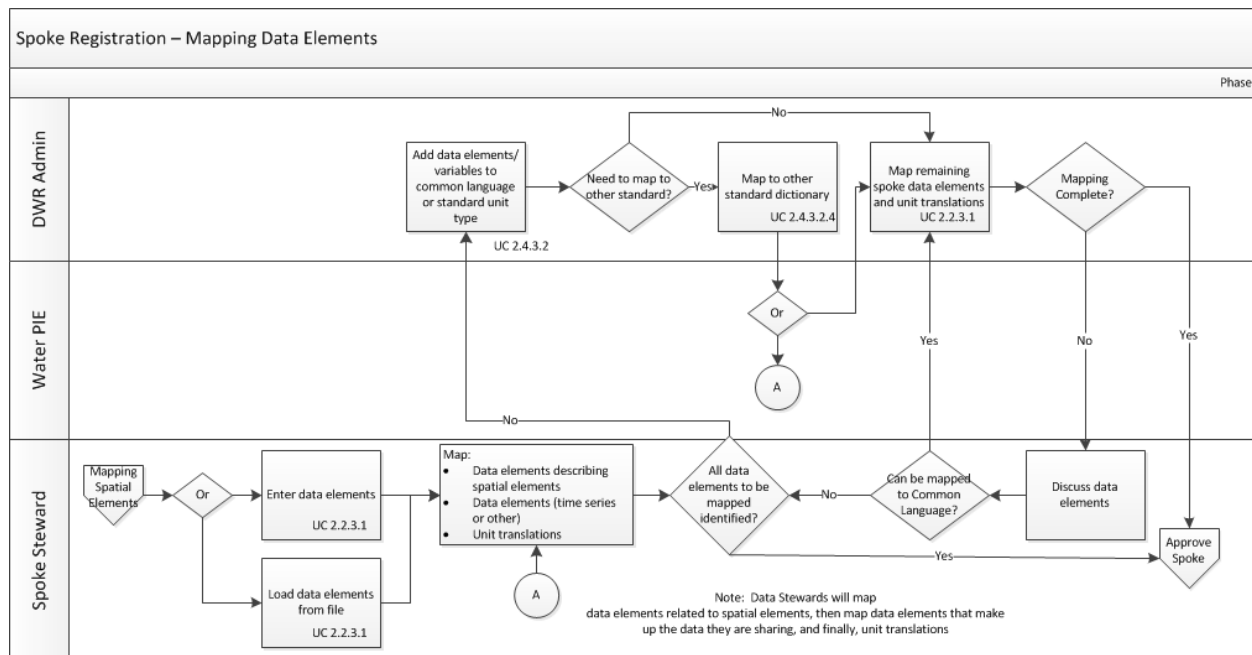 Spoke Registration – Mapping Data Elements
Phase
DWR Admin
Add data elements/
variables to
common language
or standard unit
type
UC 2.4.3.2
Need to map to
other standard?
No
Yes
Map to other
standard dictionary
UC 2.4.3.2.4
Map remaining
spoke data elements
and unit translations
UC 2.2.3.1
Mapping
Complete?
Water PIE
Or
A
No
Yes
No
Yes
Spoke Steward
Mapping
Spatial
Elements
Or
Enter data elements
UC 2.2.3.1
Load data elements
from file
UC 2.2.3.1
Map:
• Data elements describing
spatial elements
• Data elements (time series
or other)
• Unit translations
A
All data
elements to be
mapped
identified?
No
Can be mapped
to Common
Language?
Discuss data
elements
Yes
Approve
Spoke
Note: Data Stewards will map
data elements related to spatial elements, then map data elements that make
up the data they are sharing, and finally, unit translations